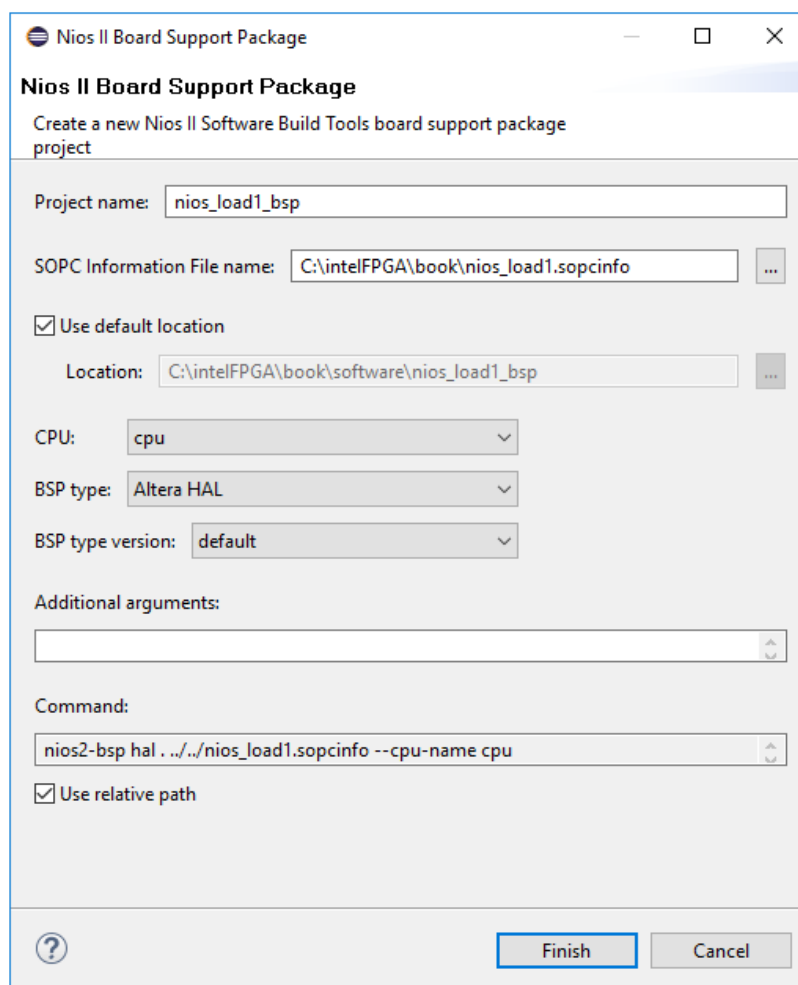 Nios II Board Support Package
Nios II Board Support Package
Create a new Nios II Software Build Tools board support package
project
Project name: nios_load1_bsp
SOPC Information File name: C:\intelFPGA\book\nios_load1.sopcinfo ...
Use default location
Location: C:\intelFPGA\book\software\nios_load1_bsp ...
CPU: cpu
BSP type: Altera HAL
BSP type version: default
Additional arguments:
Command:
nios2-bsp hal . ../../nios_load1.sopcinfo --cpu-name cpu
Use relative path
? Finish Cancel